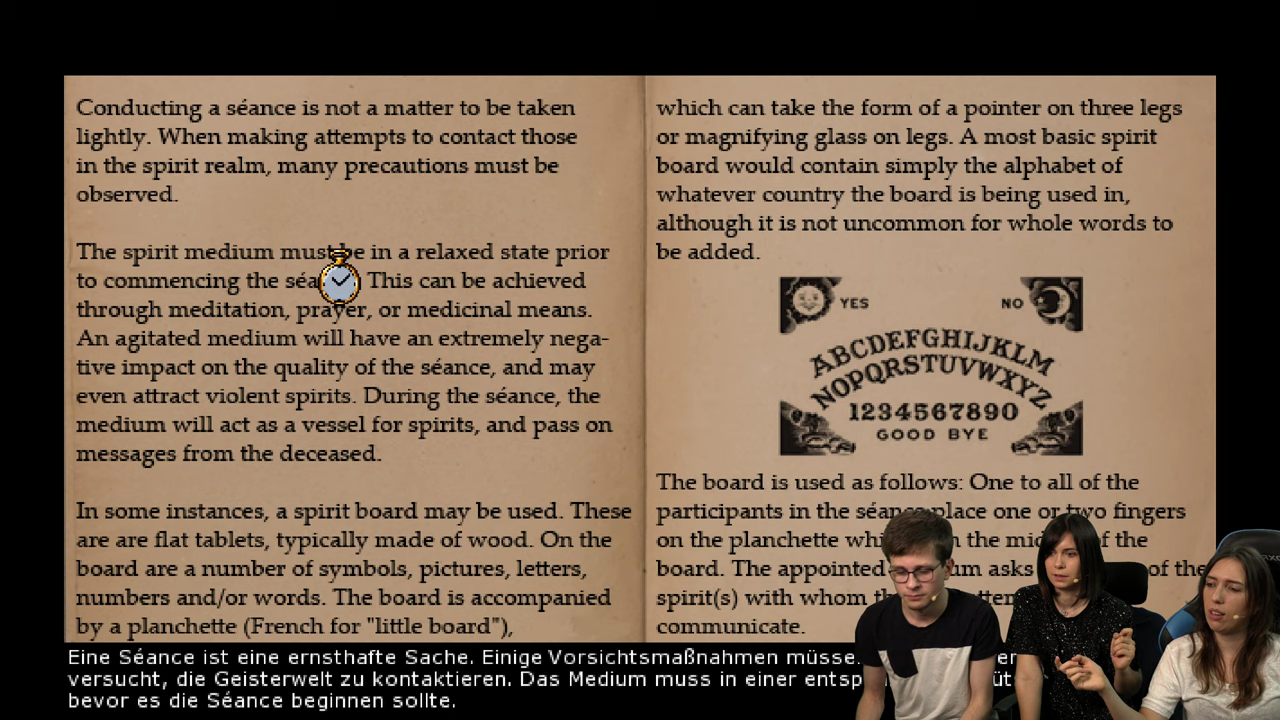 Conducting a séance is not a matter to be taken
lightly. When making attempts to contact those
in the spirit realm, many precautions must be
observed.
The spirit medium must be in a relaxed state prior
to commencing the This can be achieved
through meditation, prayer, or medicinal means.
An agitated medium will have an extremely nega-
tive impact on the quality of the séance, and may
even attract violent spirits. During the séance, the
medium will act as a vessel for spirits, and pass on
messages from the deceased.
In some instances, a spirit board may be used. These
are are flat tablets, typically made of wood. On the
board are a number of symbols, pictures, letters,
numbers and/or words. The board is accompanied
by a planchette (French for "little board"),
which can take the form of a pointer on three legs
or magnifying glass on legs. A most basic spirit
board would contain simply the alphabet of
whatever country the board is being used in,
although it is not uncommon for whole words to
be added.
YES NO
ABCDEFGHIJKLM
NOPQRSTUVWXYZ
1234567890
GOOD BYE
The board is used as follows: One to all of the
participants in the séance place one or two fingers
on the planchette in the of the
board. The appointed asks of the
spirit(s) with whom
communicate.
Eine Séance ist eine ernsthafte Sache. Einige Vorsichtsmaßnahmen
versucht, die Geisterwelt zu kontaktieren. Das Medium muss in einer
bevor es die Séance beginnen sollte.